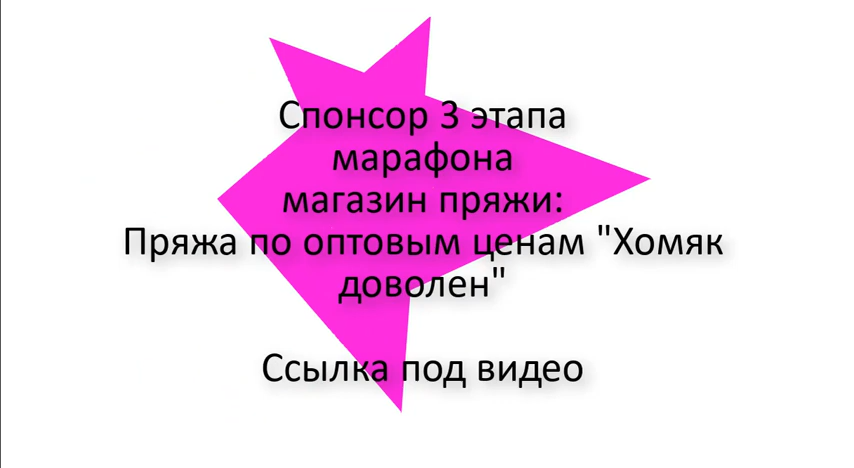 Спонсор 3 этапа
марафона
магазин пряжи:
Пряжа по оптовым ценам "Хомяк
доволен"
Ссылка под видео